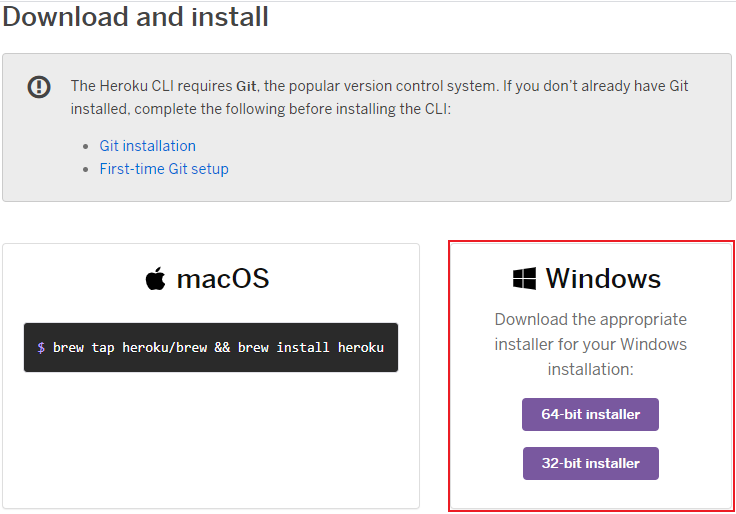 Download and install
The Heroku CLI requires Git, the popular version control system. If you don't already have Git
installed, complete the following before installing the CLI:
Git installation
First-time Git setup
macOS
$ brew tap heroku/brew && brew install heroku
Windows
Download the appropriate
installer for your Windows
installation:
64-bit installer
32-bit installer